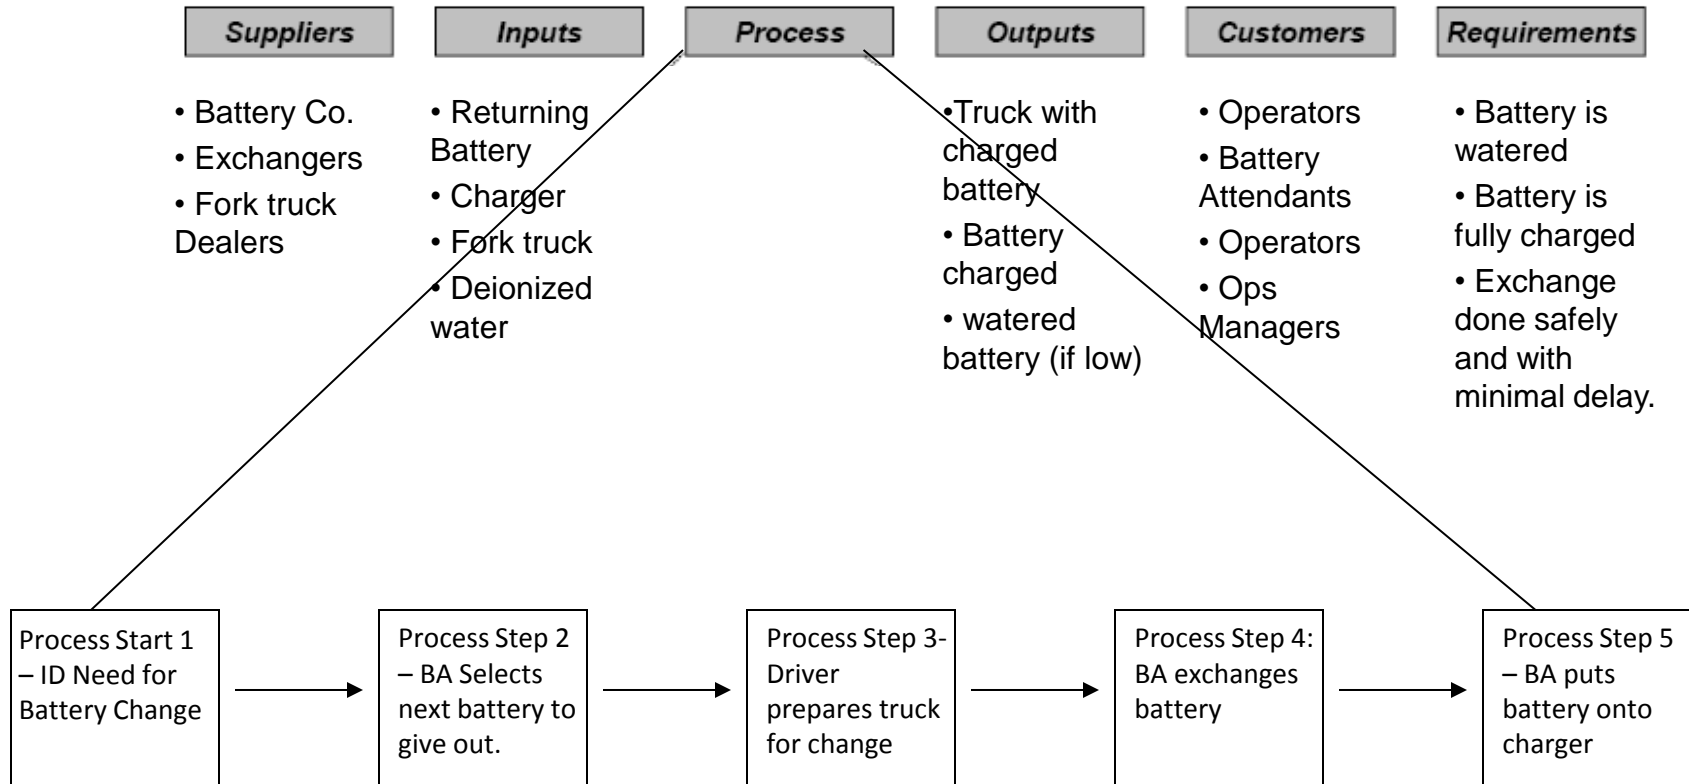 Suppliers
Inputs
Process
Outputs
Customers
Requirements
• Battery Co.
• Exchangers
• Fork truck
Dealers
• Returning
Battery
• Charger
• Fork truck
• Deionized
water
•Truck with
charged
battery
• Battery
charged
• watered
battery (if low)
• Operators
• Battery
Attendants
• Operators
• Ops
Managers
• Battery is
watered
• Battery is
fully charged
• Exchange
done safely
and with
minimal delay.
Process Start 1
– ID Need for
Battery Change
Process Step 2
– BA Selects
next battery to
give out.
Process Step 3-
Driver
prepares truck
for change
Process Step 4:
BA exchanges
battery
Process Step 5
– BA puts
battery onto
charger